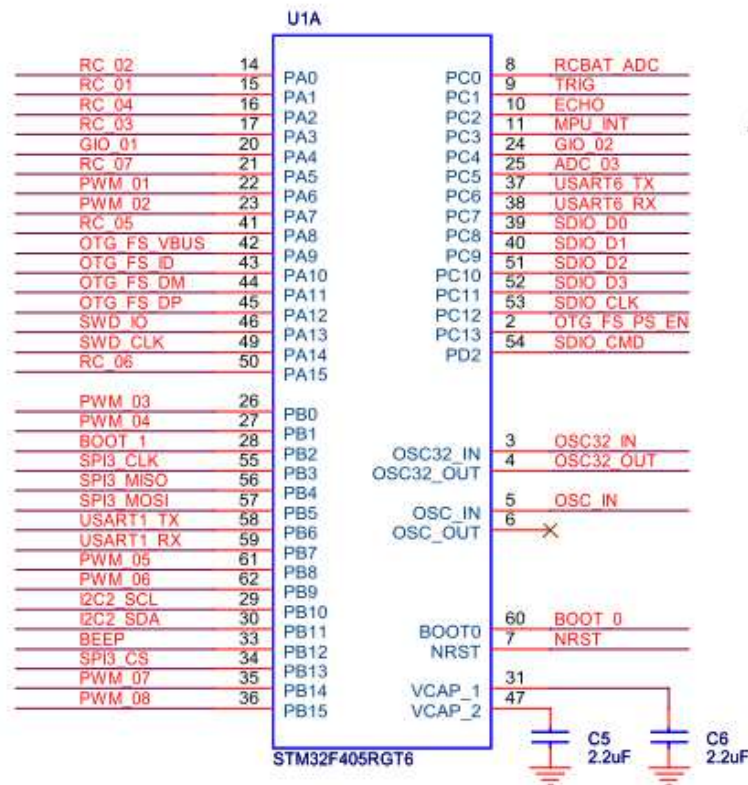 U1A
RC_02 14 PA0 PC0 8 RCBAT_ADC
RC_01 15 PA1 PC1 9 TRIG
RC_04 16 PA2 PC2 10 ECHO
RC_03 17 PA3 PC3 11 MPU_INT
GIO_01 20 PA4 PC4 24 GIO_02
RC_07 21 PA5 PC5 25 ADC_03
PWM_01 22 PA6 PC6 37 USART6_TX
PWM_02 23 PA7 PC7 38 USART6_RX
RC_05 41 PA8 PC8 39 SDIO_D0
OTG_FS_VBUS 42 PA9 PC9 40 SDIO_D1
OTG_FS_ID 43 PA10 PC10 51 SDIO_D2
OTG_FS_DM 44 PA11 PC11 52 SDIO_D3
OTG_FS_DP 45 PA12 PC12 53 SDIO_CLK
SWD_IO 46 PA13 PC13 2 OTG_FS_PS_EN
SWD_CLK 49 PA14 PD2 54 SDIO_CMD
RC_06 50 PA15
PWM_03 26 PB0
PWM_04 27 PB1
BOOT_1 28 PB2 OSC32_IN 3 OSC32_IN
SPI3_CLK 55 PB3 OSC32_OUT 4 OSC32_OUT
SPI3_MISO 56 PB4
SPI3_MOSI 57 PB5 OSC_IN 5 OSC_IN
USART1_TX 58 PB6 OSC_OUT 6
USART1_RX 59 PB7
PWM_05 61 PB8
PWM_06 62 PB9
I2C2_SCL 29 PB10
I2C2_SDA 30 PB11 BOOT0 60 BOOT_0
BEEP 33 PB12 NRST 7 NRST
SPI3_CS 34 PB13
PWM_07 35 PB14 VCAP_1 31
PWM_08 36 PB15 VCAP_2 47
C5 C6
2.2uF 2.2uF
STM32F405RGT6